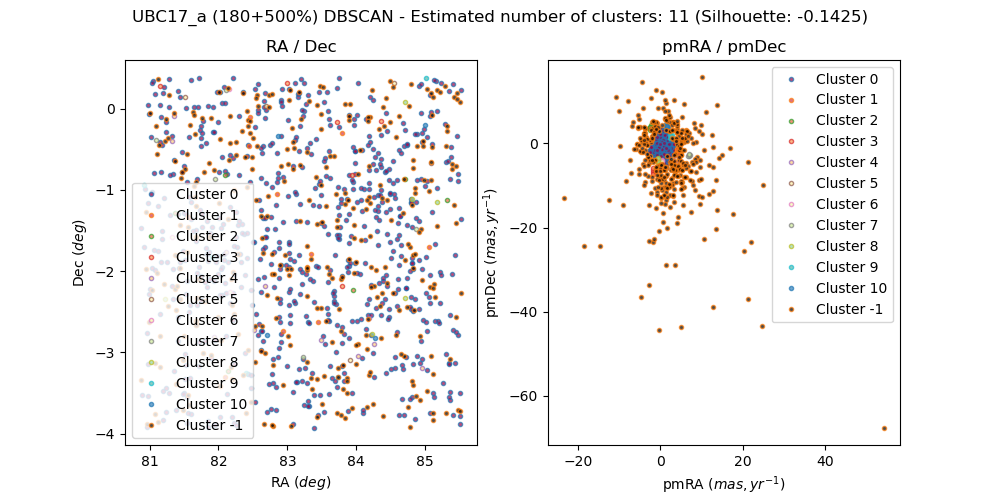 UBC17_a (180+500%) DBSCAN - Estimated number of clusters: 11 (Silhouette: -0.1425)
RA / Dec
0
−1
−2
−3
−4
Dec (deg)
81 82 83 84 85
RA (deg)
Cluster 0
Cluster 1
Cluster 2
Cluster 3
Cluster 4
Cluster 5
Cluster 6
Cluster 7
Cluster 8
Cluster 9
Cluster 10
Cluster -1
pmRA / pmDec
0
−20
−40
−60
pmDec (mas, yr⁻¹)
−20 0 20 40
pmRA (mas, yr⁻¹)
Cluster 0
Cluster 1
Cluster 2
Cluster 3
Cluster 4
Cluster 5
Cluster 6
Cluster 7
Cluster 8
Cluster 9
Cluster 10
Cluster -1